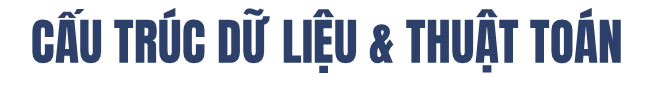 CẤU TRÚC DỮ LIỆU & THUẬT TOÁN